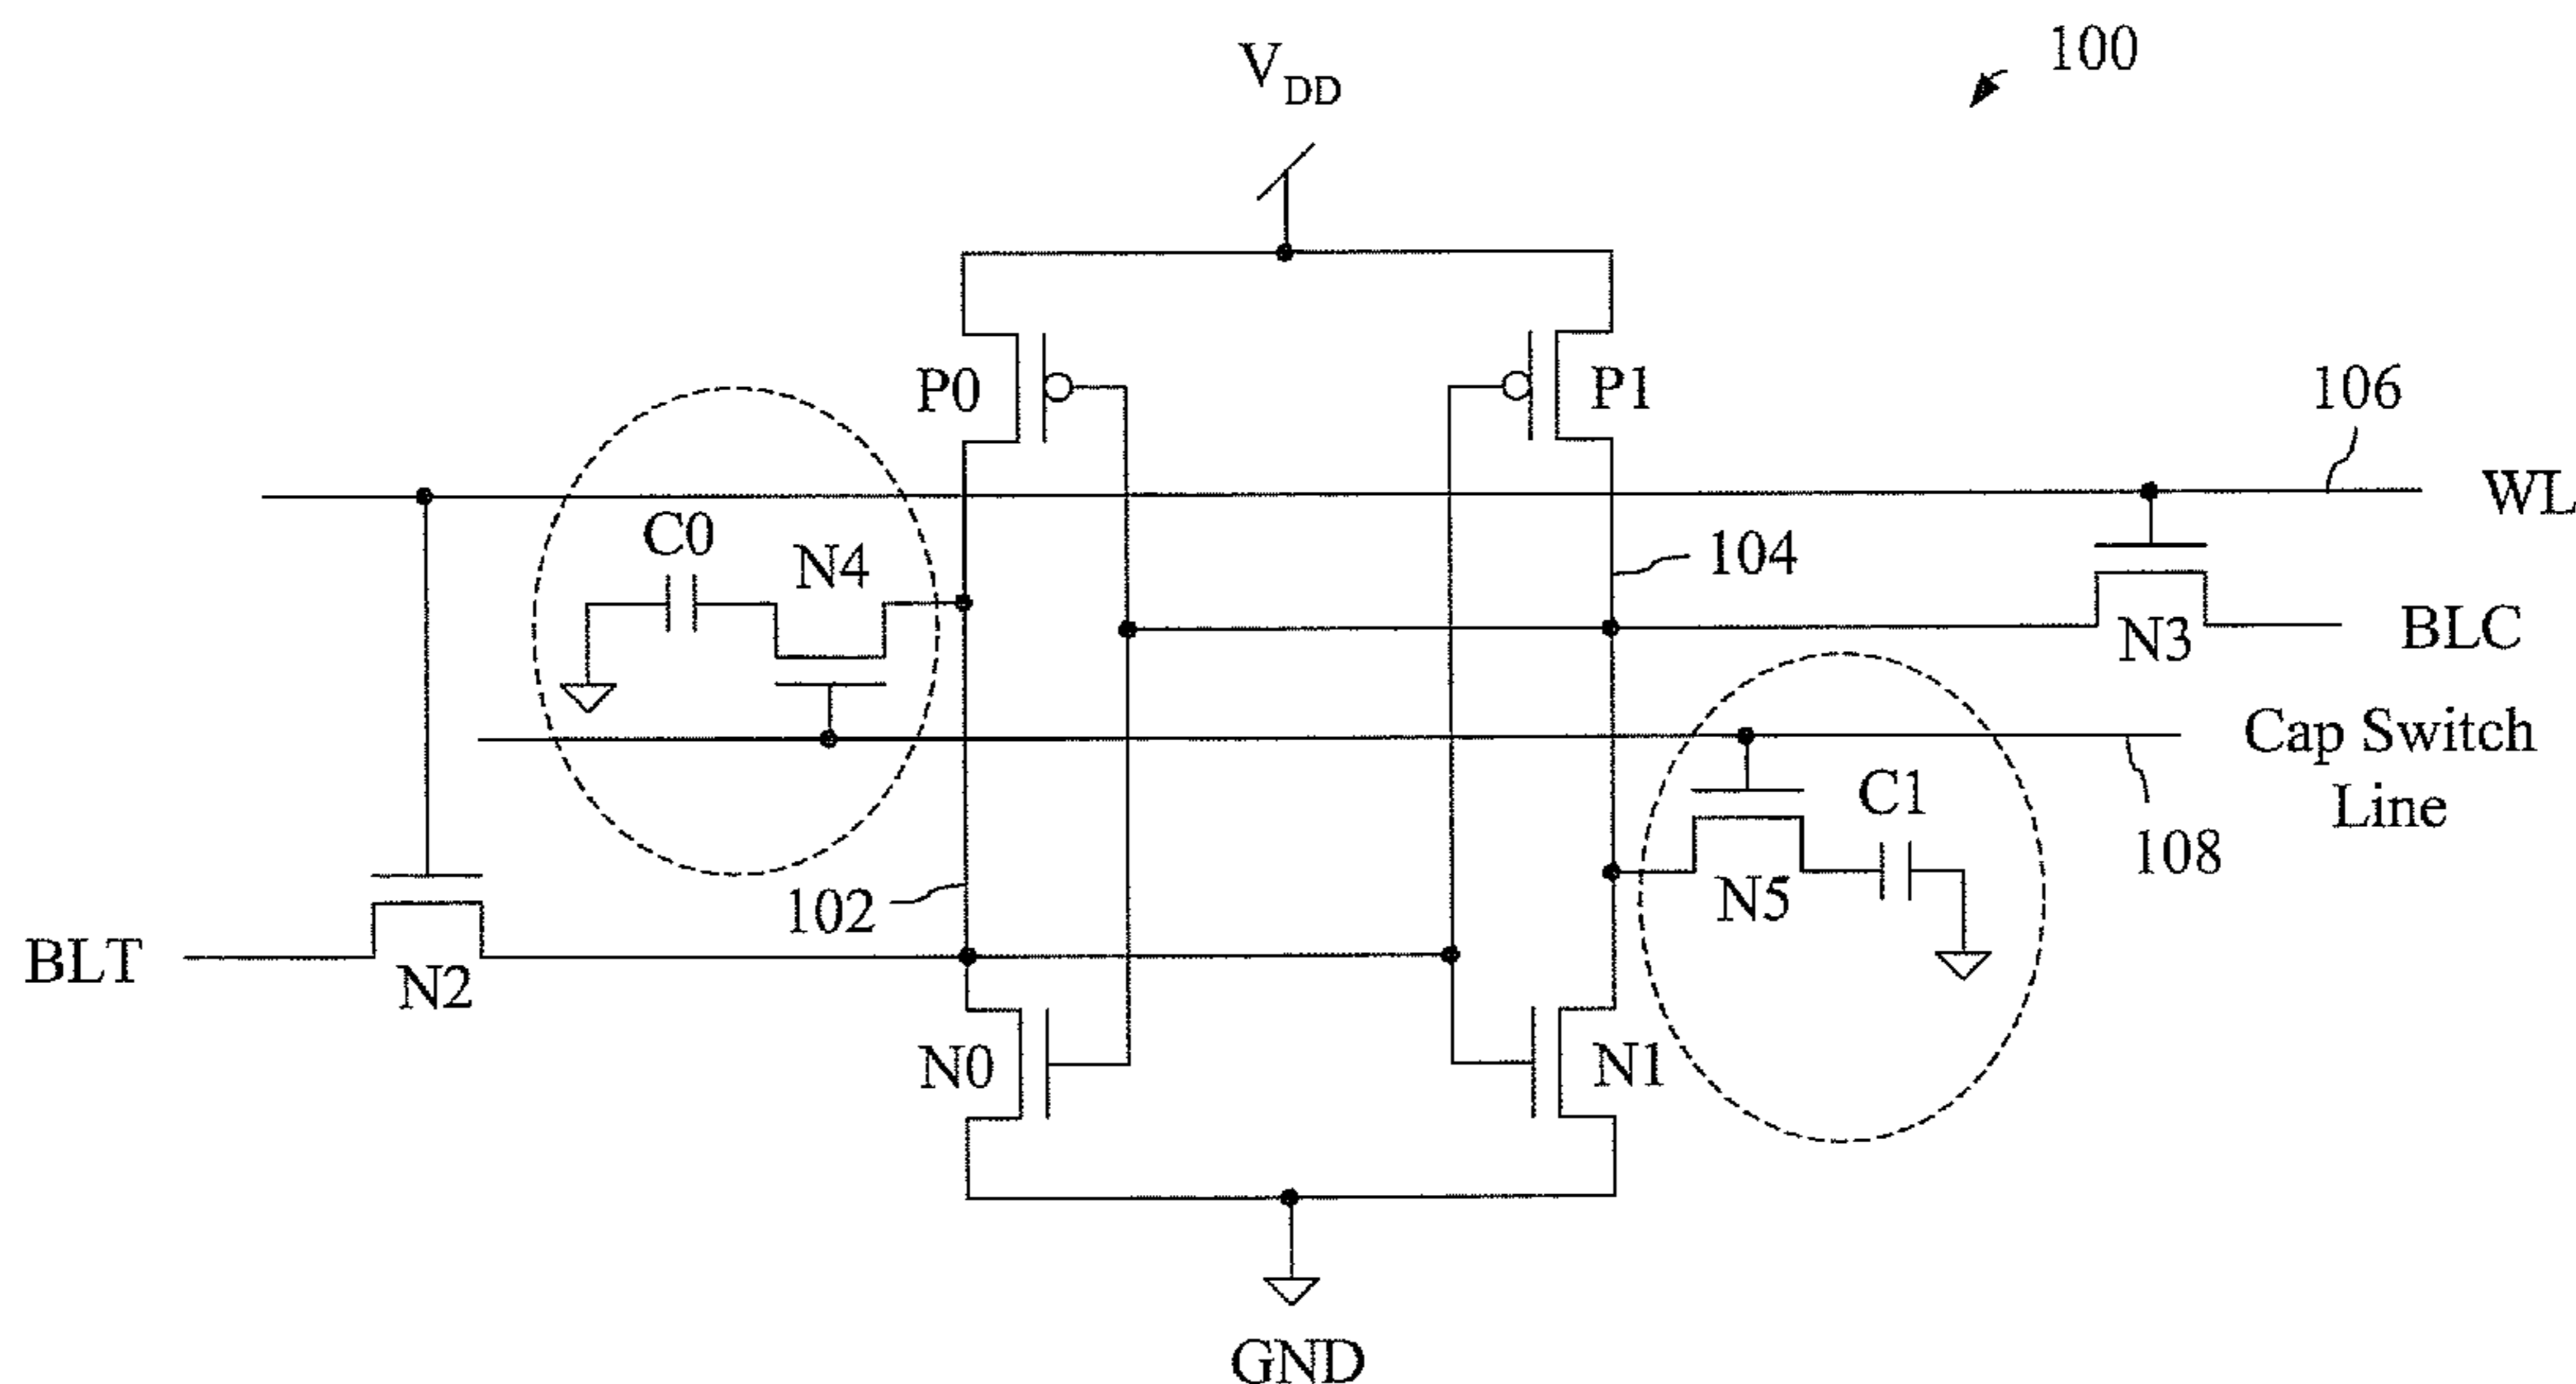 100
V DD
P0
P1
106
WL
C0
N4
104
N3
BLC
Cap Switch
Line
C1
108
102
N5
BLT
N2
N0
N1
GND